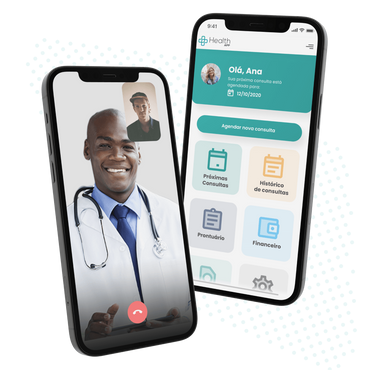 9:41
Health
APP
Olá, Ana
Sua próxima consulta está
agendada para:
12/10/2020
Agendar nova consulta
Próximas
Consultas
Histórico
de consultas
Prontuário
Financeiro